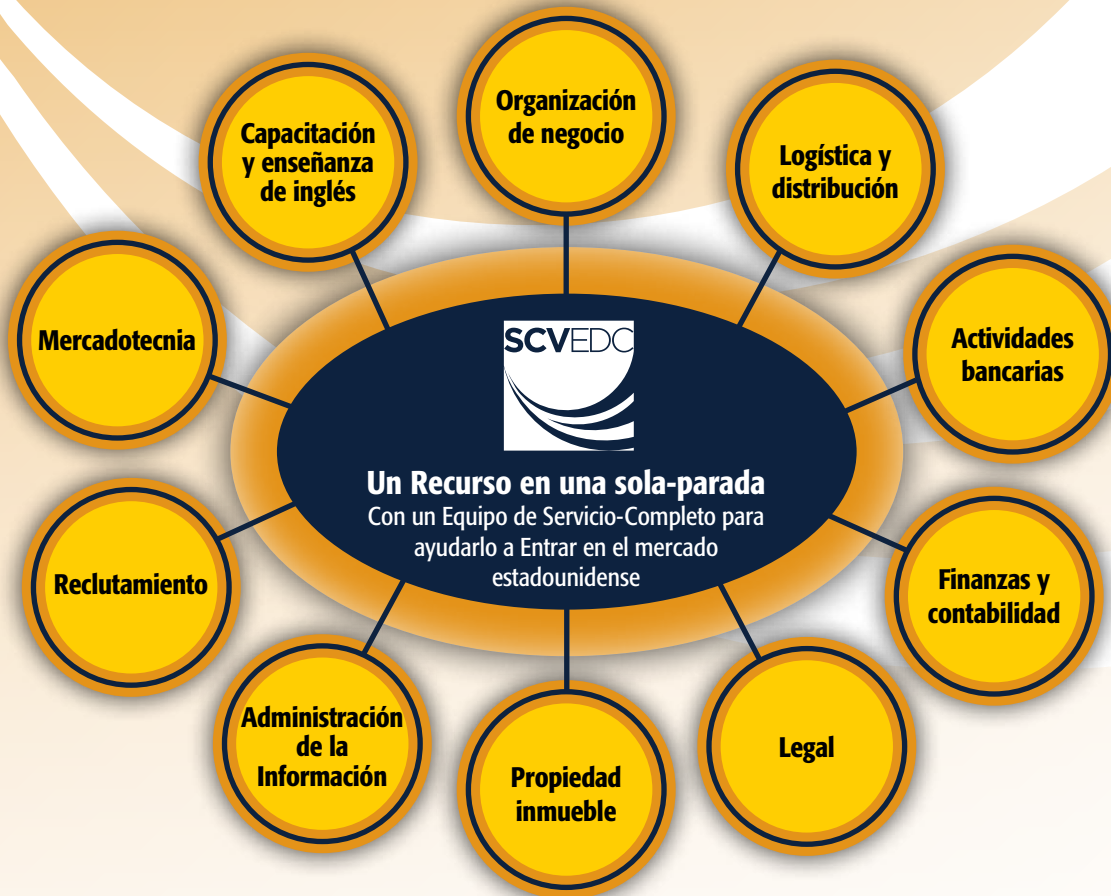 Organización
de negocio
Logística y
distribución
Actividades
bancarias
Finanzas y
contabilidad
Legal
Propiedad
inmueble
Administración
de la
Información
Reclutamiento
Mercadotecnia
Capacitación
y enseñanza
de inglés
SCVEDC
Un Recurso en una sola-parada
Con un Equipo de Servicio-Completo para
ayudarlo a Entrar en el mercado
estadounidense